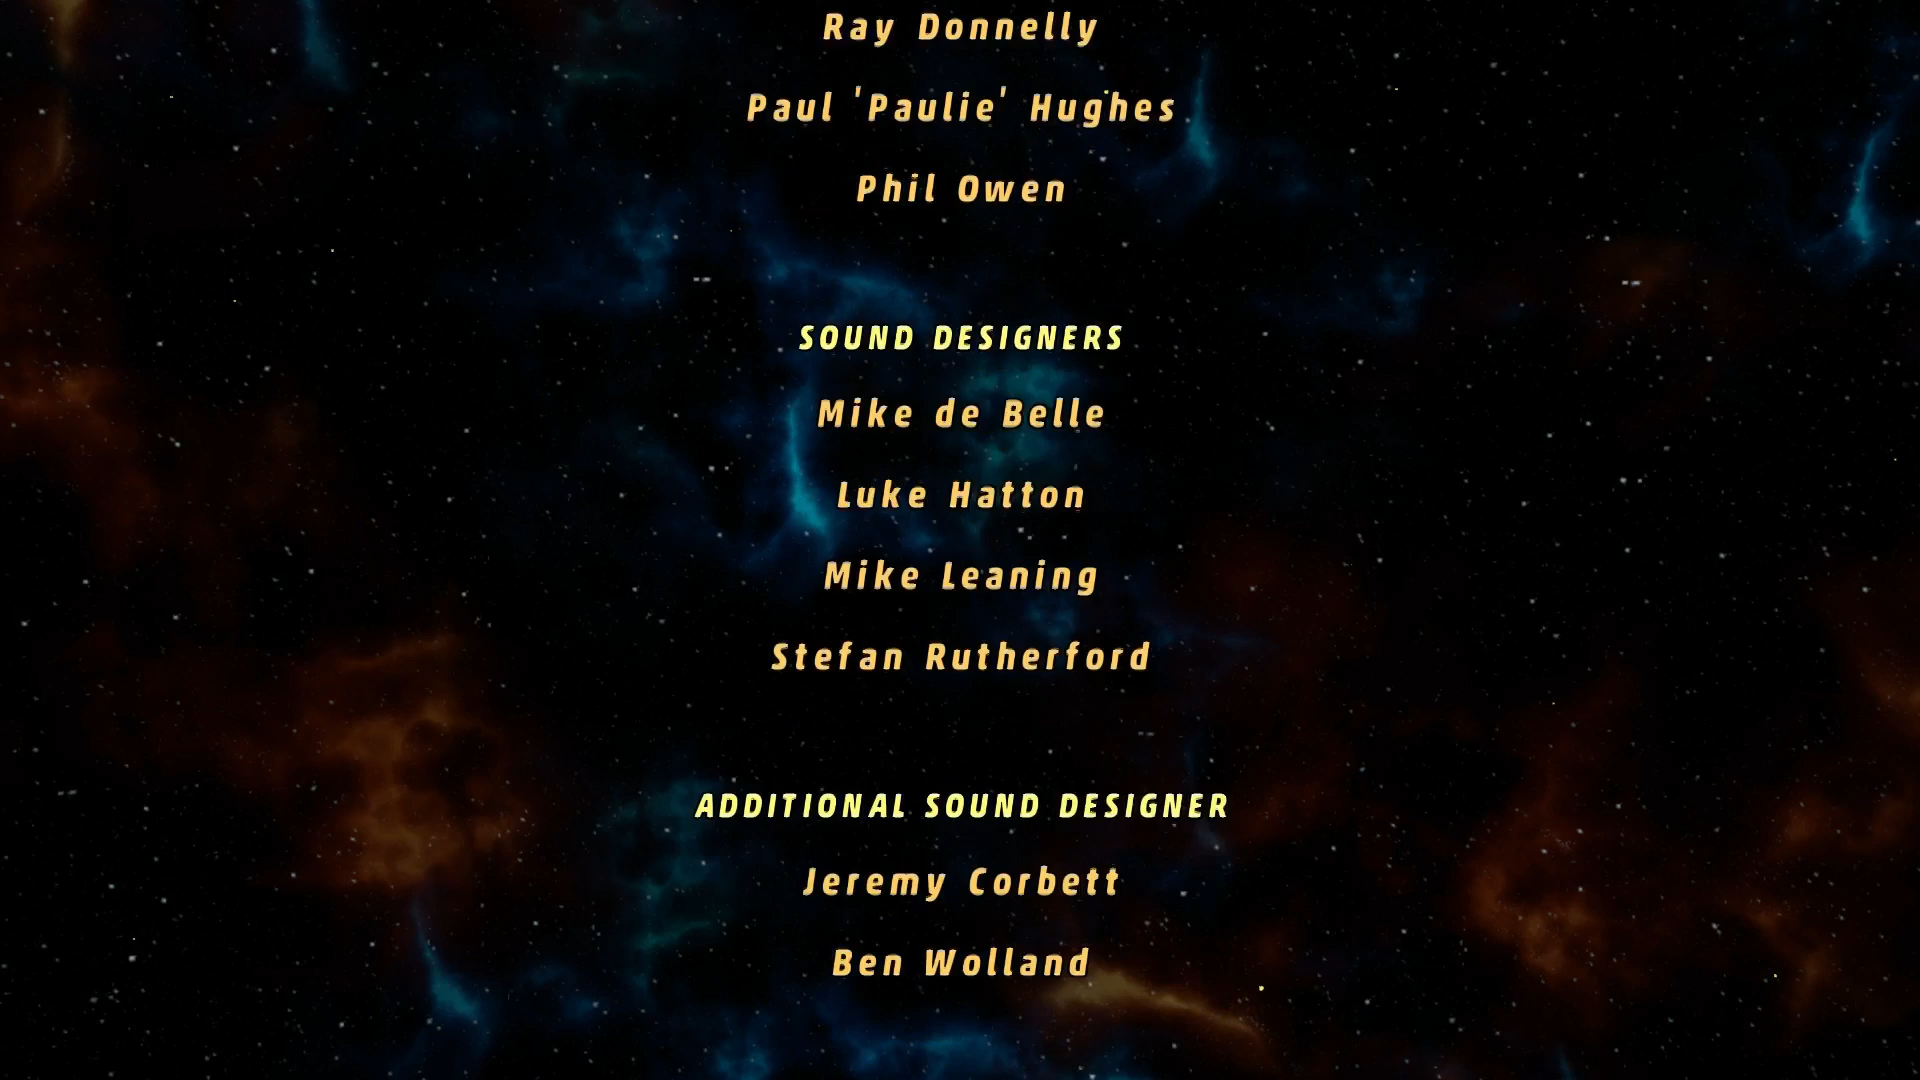 Ray Donnelly
Paul 'Paulie' Hughes
Phil Owen
SOUND DESIGNERS
Mike de Belle
Luke Hatton
Mike Leaning
Stefan Rutherford
ADDITIONAL SOUND DESIGNER
Jeremy Corbett
Ben Wolland